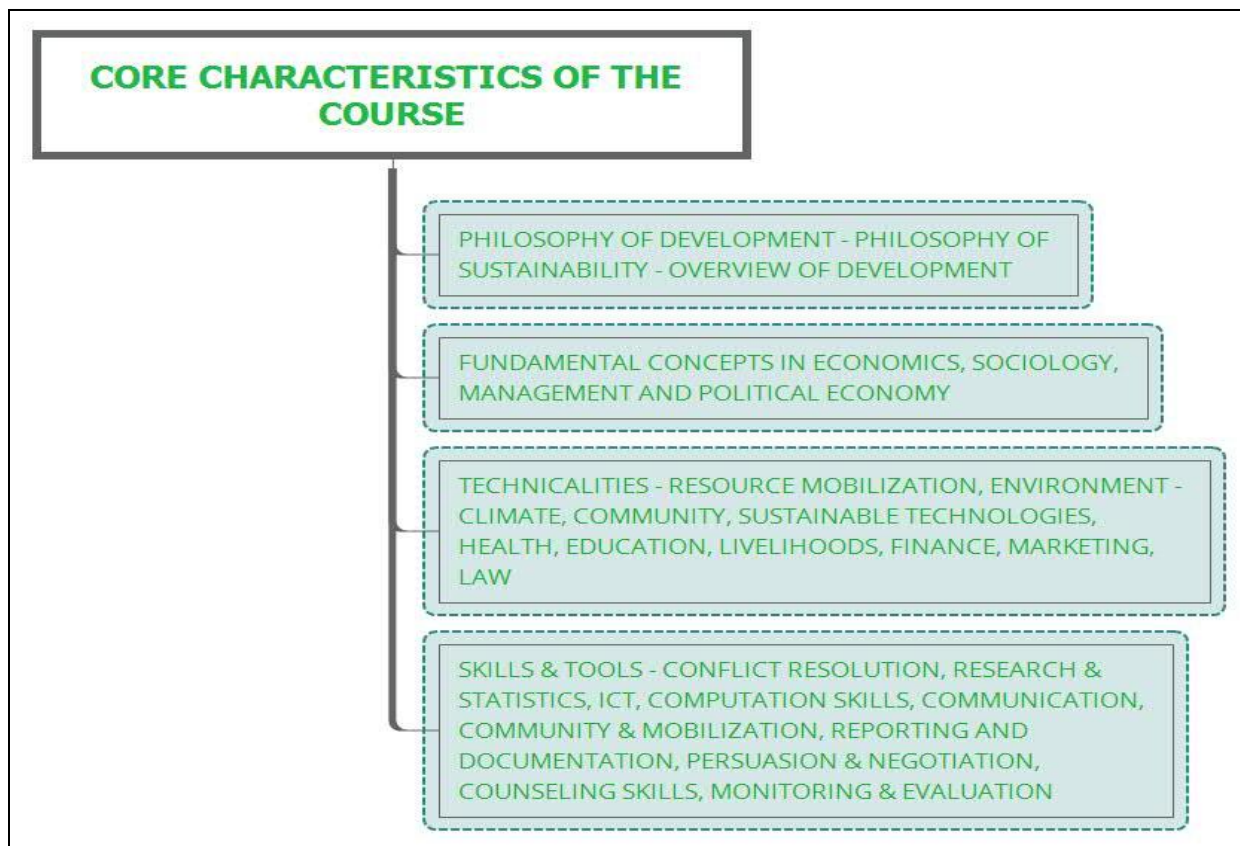 CORE CHARACTERISTICS OF THE
COURSE
PHILOSOPHY OF DEVELOPMENT - PHILOSOPHY OF
SUSTAINABILITY - OVERVIEW OF DEVELOPMENT
FUNDAMENTAL CONCEPTS IN ECONOMICS, SOCIOLOGY,
MANAGEMENT AND POLITICAL ECONOMY
TECHNICALITIES - RESOURCE MOBILIZATION, ENVIRONMENT -
CLIMATE, COMMUNITY, SUSTAINABLE TECHNOLOGIES,
HEALTH, EDUCATION, LIVELIHOODS, FINANCE, MARKETING,
LAW
SKILLS & TOOLS - CONFLICT RESOLUTION, RESEARCH &
STATISTICS, ICT, COMPUTATION SKILLS, COMMUNICATION,
COMMUNITY & MOBILIZATION, REPORTING AND
DOCUMENTATION, PERSUASION & NEGOTIATION,
COUNSELING SKILLS, MONITORING & EVALUATION